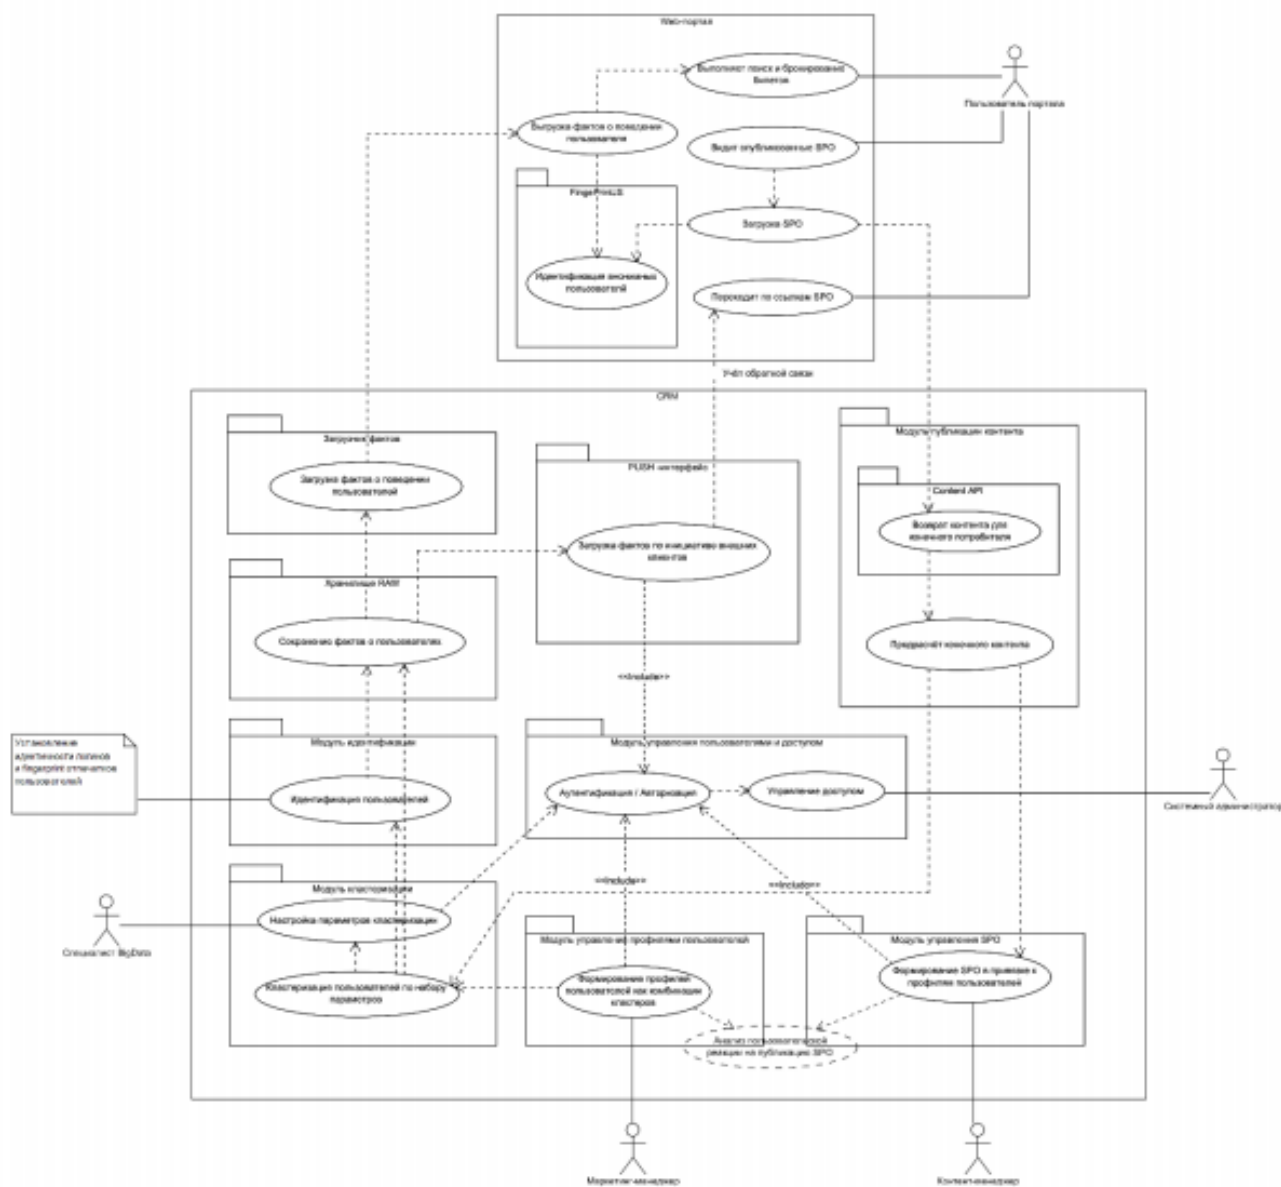 Web-портал
Выполняет поиск и бронирование
билетов
Пользователь портала
Выгрузка фактов о поведении
пользователя
Видит опубликованные SPO
FingerPrintJS
Загрузка SPO
Идентификация анонимных
пользователей
Переходит по ссылкам SPO
Учёт обратной связи
CRM
Загрузчик фактов
Загрузка фактов о поведении
пользователей
PUSH интерфейс
Загрузка фактов по инициативе внешних
клиентов
Модуль публикации контента
Content API
Возврат контента для
конечного потребителя
Хранилище RAW
Сохранение фактов о пользователях
Предрасчёт конечного контента
<<Include>>
Установление
идентичности логинов
и fingerprint отпечатков
пользователей
Модуль идентификации
Идентификация пользователей
Модуль управления пользователями и доступом
Аутентификация / Авторизация
Управление доступом
Системный администратор
<<Include>>
<<Include>>
Модуль кластеризации
Настройка параметров кластеризации
Специалист BigData
Кластеризация пользователей по набору
параметров
Модуль управление профилями пользователей
Формирование профилей
пользователей как комбинации
кластеров
Модуль управления SPO
Формирование SPO в привязке к
профилям пользователей
Анализ пользовательской
реакции на публикацию SPO
Маркетинг-менеджер
Контент-менеджер